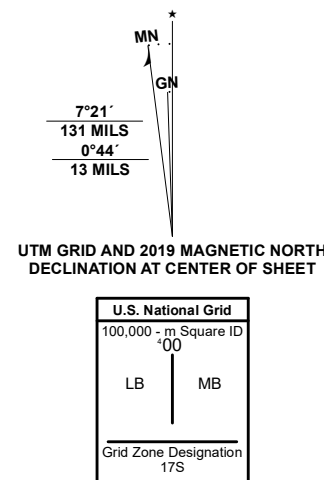 ★
MN
GN
7°21´
131 MILS
0°44´
13 MILS
UTM GRID AND 2019 MAGNETIC NORTH
DECLINATION AT CENTER OF SHEET
U.S. National Grid
100,000 - m Square ID
⁴00
LB MB
Grid Zone Designation
17S